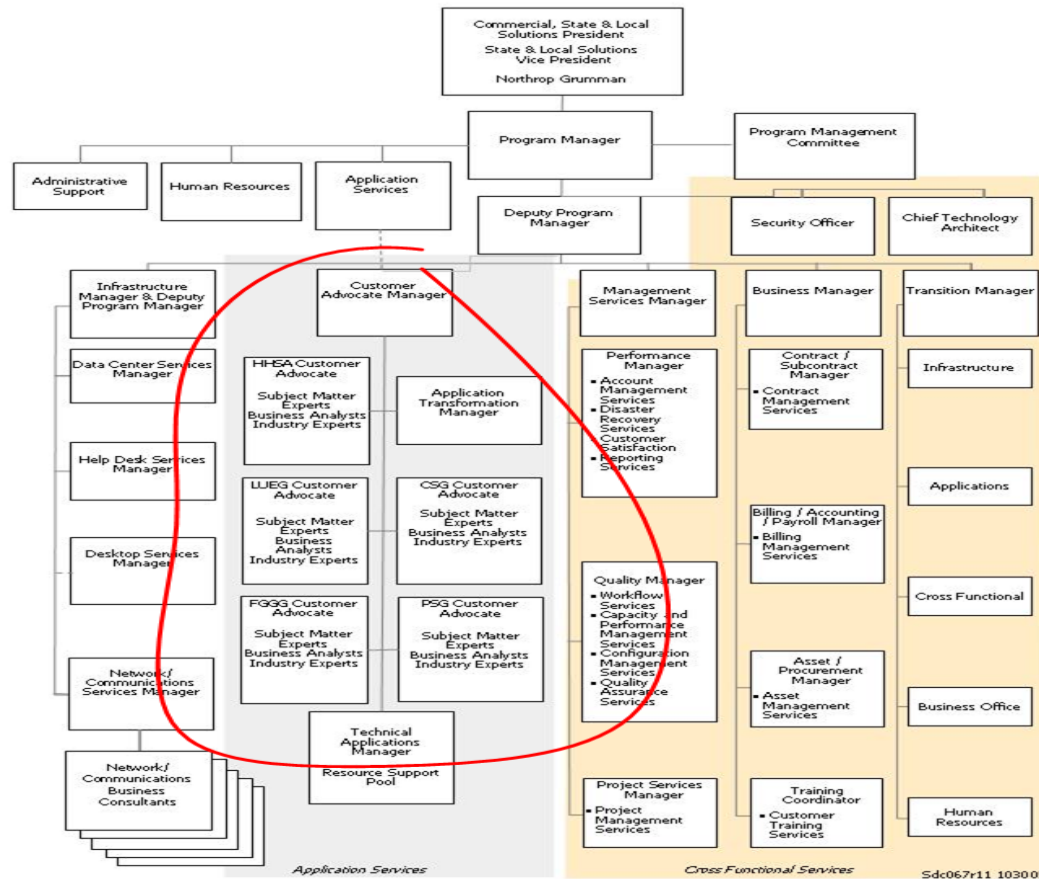 Commercial, State & Local
Solutions President
State & Local Solutions
Vice President
Northrop Grumman
Program Manager
Program Management
Committee
Administrative
Support
Human Resources
Application
Services
Deputy Program
Manager
Security Officer
Chief Technology
Architect
Infrastructure
Manager & Deputy
Program Manager
Customer
Advocate Manager
Management
Services Manager
Business Manager
Transition Manager
Data Center Services
Manager
Help Desk Services
Manager
Desktop Services
Manager
Network/
Communications
Services Manager
Network/
Communications
Business
Consultants
HHSA Customer
Advocate
Subject Matter
Experts
Business Analysts
Industry Experts
Application
Transformation
Manager
LUEG Customer
Advocate
Subject Matter
Experts
Business
Analysts
Industry Experts
CSG Customer
Advocate
Subject Matter
Experts
Business Analysts
Industry Experts
FGGG Customer
Advocate
Subject Matter
Experts
Business Analysts
Industry Experts
PSG Customer
Advocate
Subject Matter
Experts
Business Analysts
Industry Experts
Technical
Applications
Manager
Resource Support
Pool
Performance
Manager
▪ Account
Management
Services
▪ Disaster
Recovery
Services
▪ Customer
Satisfaction
▪ Reporting
Services
Quality Manager
▪ Workflow
Services
▪ Capacity and
Performance
Management
Services
▪ Configuration
Management
Services
▪ Quality
Assurance
Services
Project Services
Manager
▪ Project
Management
Services
Contract /
Subcontract
Manager
▪ Contract
Management
Services
Billing / Accounting
/ Payroll Manager
▪ Billing
Management
Services
Asset /
Procurement
Manager
▪ Asset
Management
Services
Training
Coordinator
▪ Customer
Training
Services
Infrastructure
Applications
Cross Functional
Business Office
Human
Resources
Application Services
Cross Functional Services
Sdc067r11 10300